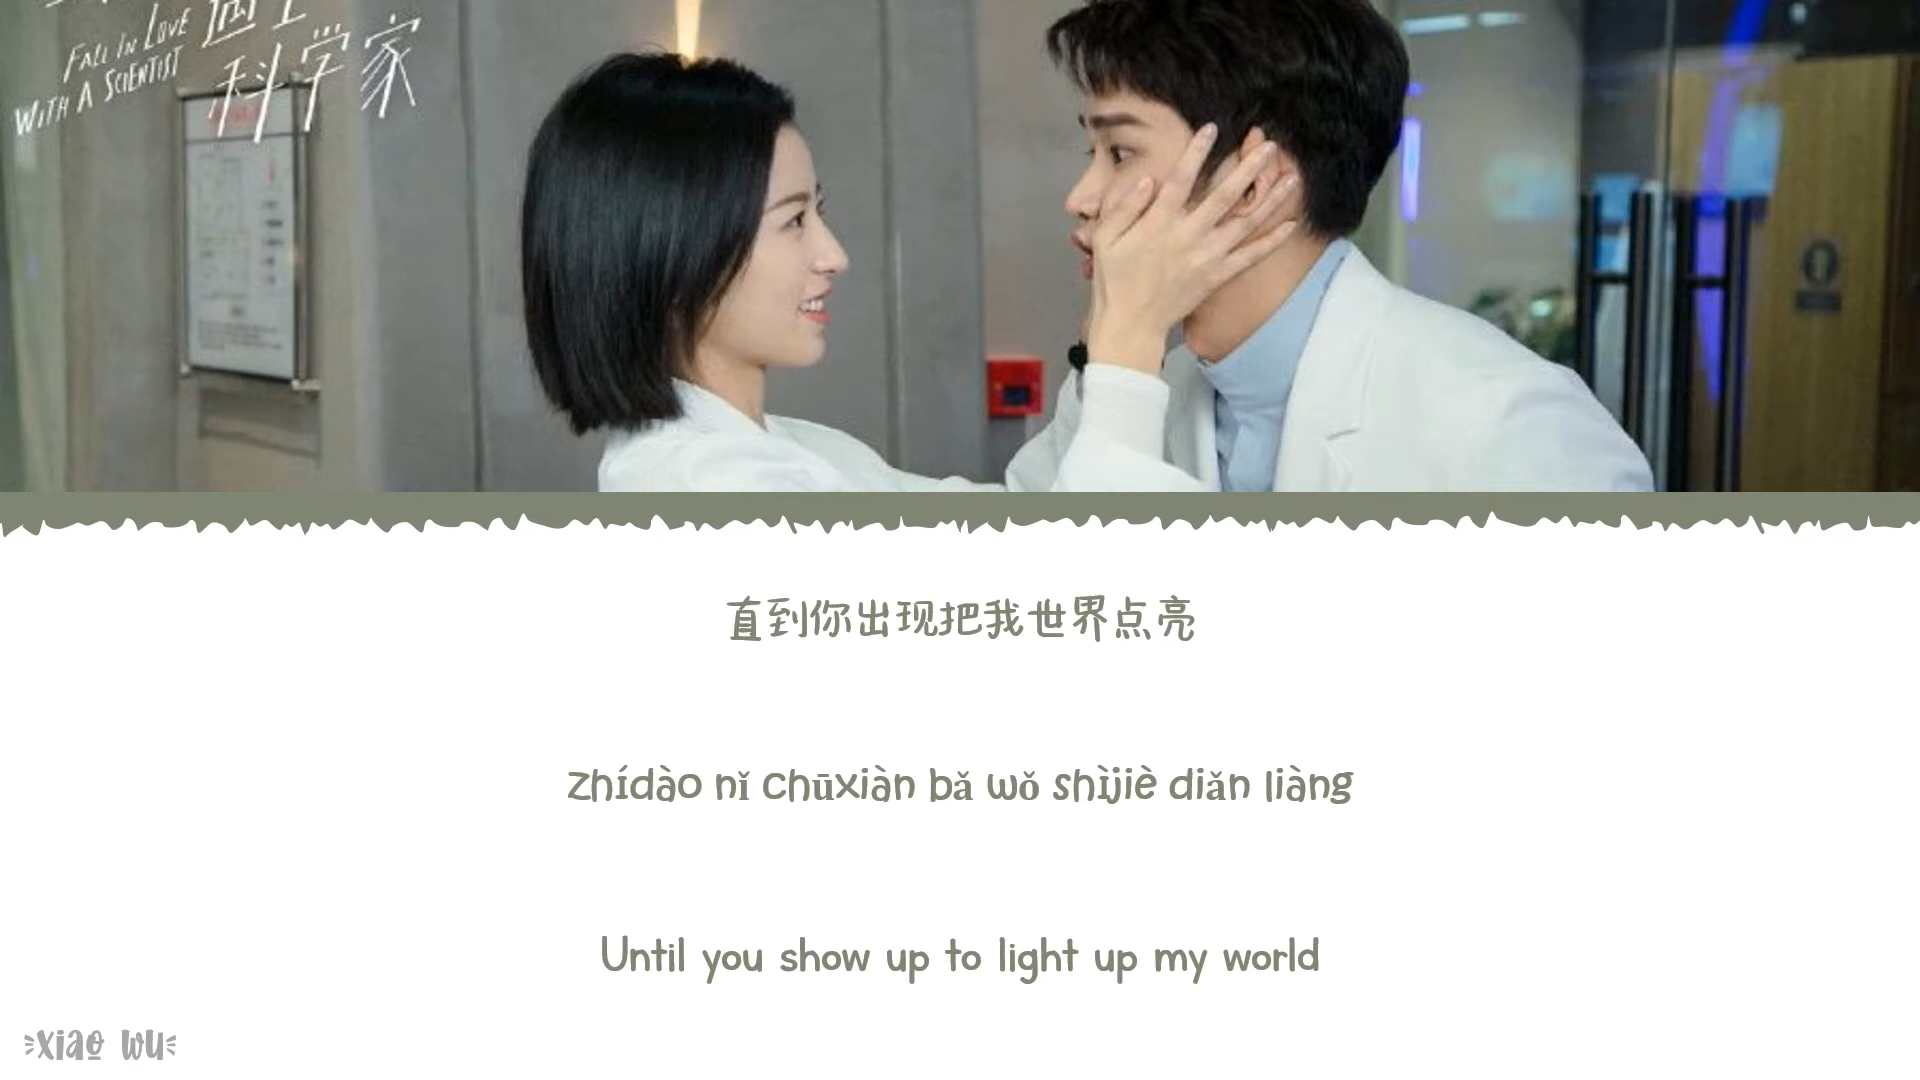 FALL IN LOVE
WITH A SCIENTIST
遇上
科学家
直到你出现把我世界点亮
zhídào nǐ chūxiàn bǎ wǒ shìjiè diǎn liàng
Until you show up to light up my world
xiao wu